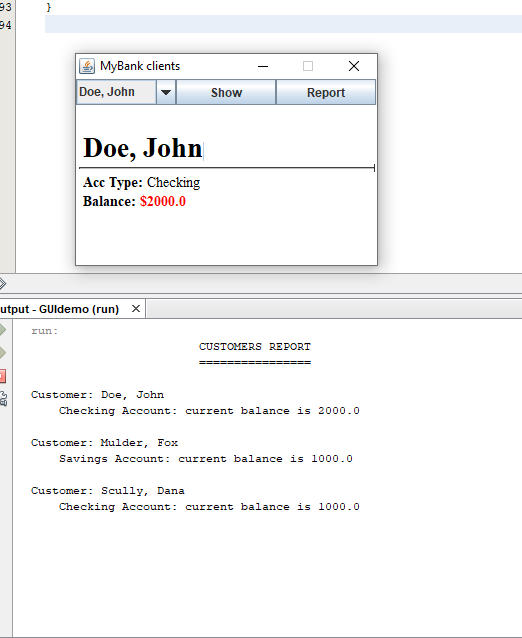 93 }
94
MyBank clients
Doe, John Show Report
Doe, John
Acc Type: Checking
Balance: $2000.0
utput - GUIdemo (run)
run:
CUSTOMERS REPORT
================
Customer: Doe, John
Checking Account: current balance is 2000.0
Customer: Mulder, Fox
Savings Account: current balance is 1000.0
Customer: Scully, Dana
Checking Account: current balance is 1000.0